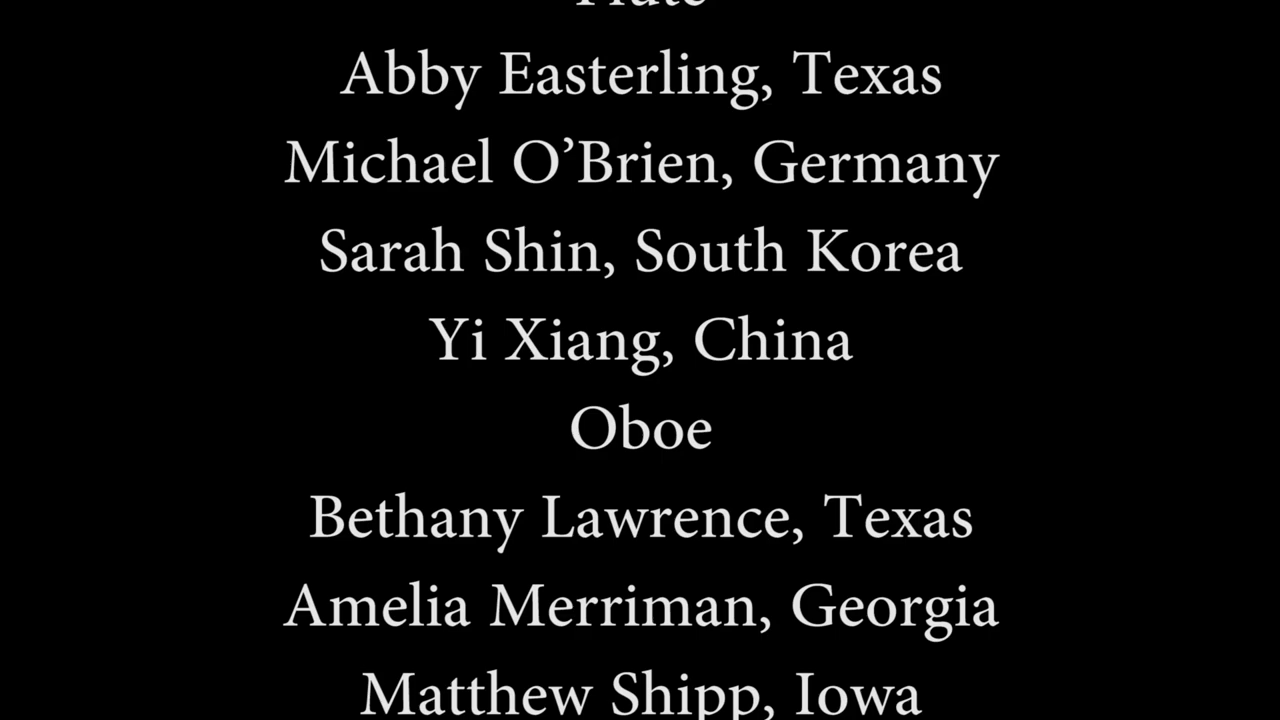 Flute
Abby Easterling, Texas
Michael O’Brien, Germany
Sarah Shin, South Korea
Yi Xiang, China
Oboe
Bethany Lawrence, Texas
Amelia Merriman, Georgia
Matthew Shipp, Iowa